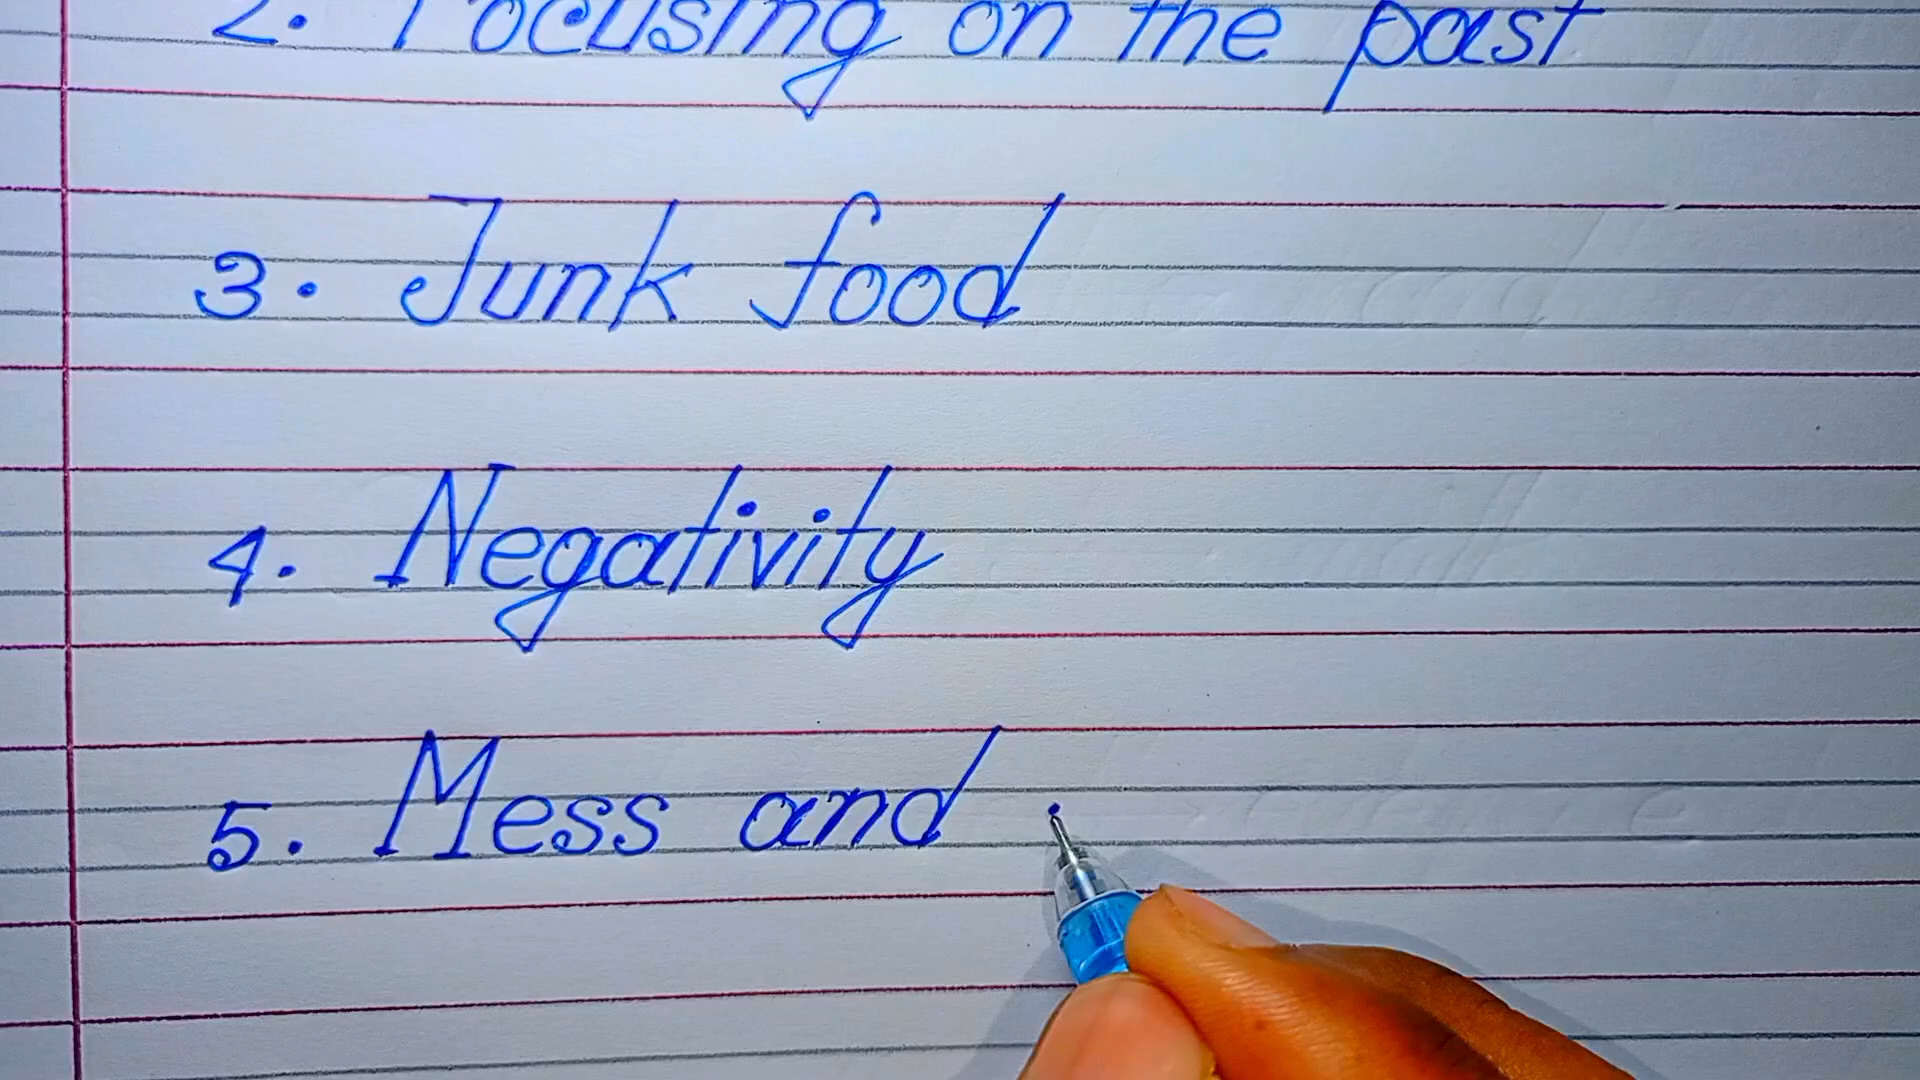 2. Focusing on the past
3. Junk food
4. Negativity
5. Mess and